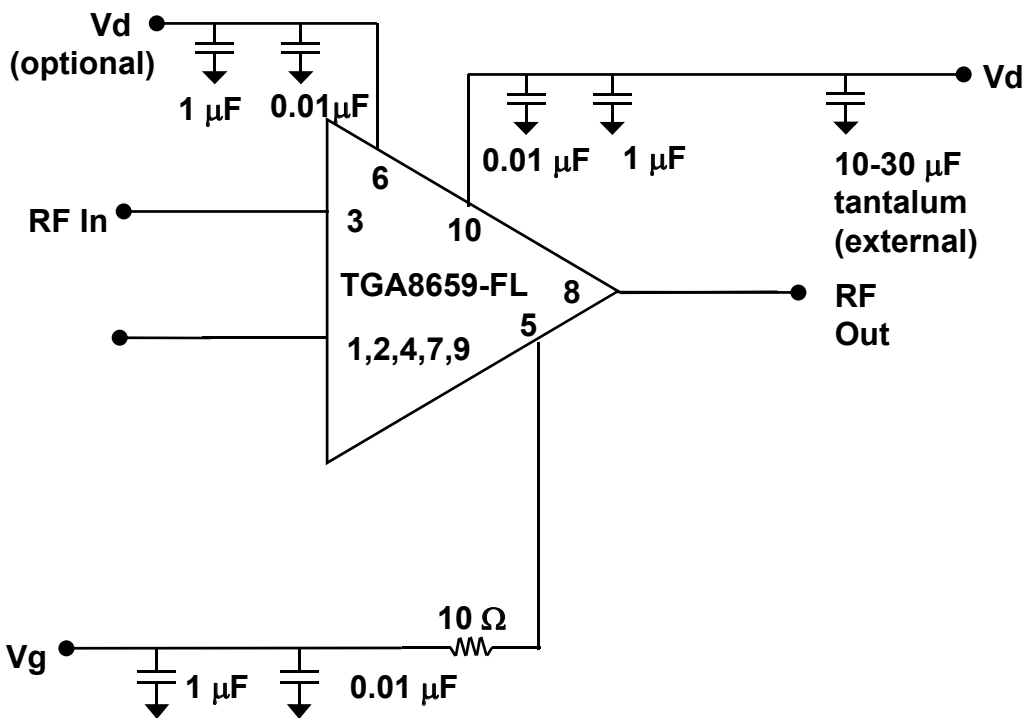 Vd
(optional)
1 μF
0.01μF
Vd
0.01 μF
1 μF
10-30 μF
tantalum
(external)
6
10
RF In
3
TGA8659-FL
8
RF
Out
5
1,2,4,7,9
10 Ω
Vg
1 μF
0.01 μF